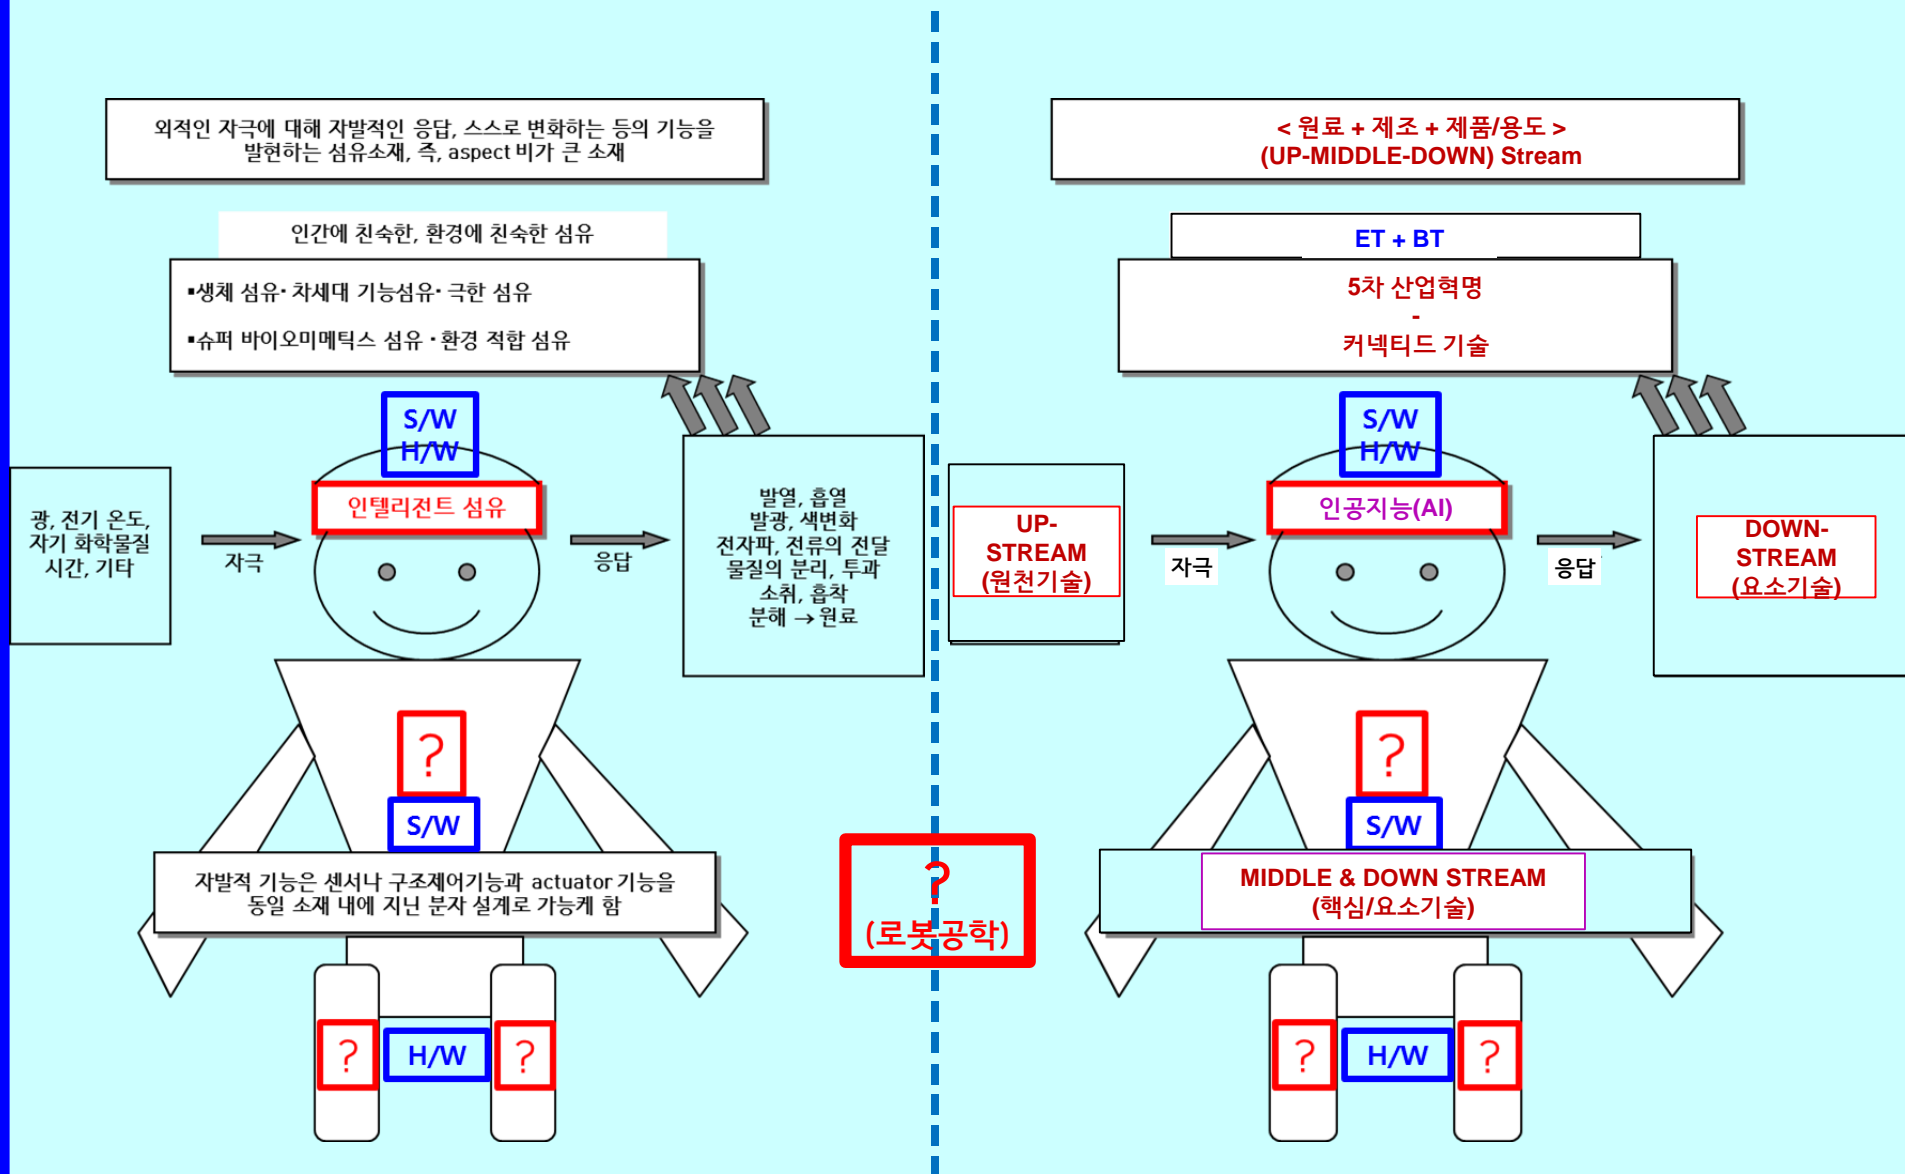 외적인 자극에 대해 자발적인 응답, 스스로 변화하는 등의 기능을
발현하는 섬유소재, 즉, aspect 비가 큰 소재
인간에 친숙한, 환경에 친숙한 섬유
▪생체 섬유· 차세대 기능섬유· 극한 섬유
▪슈퍼 바이오미메틱스 섬유 · 환경 적합 섬유
S/W
H/W
인텔리전트 섬유
광, 전기 온도,
자기 화학물질
시간, 기타
자극
응답
발열, 흡열
발광, 색변화
전자파, 전류의 전달
물질의 분리, 투과
소취, 흡착
분해 → 원료
?
S/W
자발적 기능은 센서나 구조제어기능과 actuator 기능을
동일 소재 내에 지닌 분자 설계로 가능케 함
?
H/W
?
?
(로봇공학)
< 원료 + 제조 + 제품/용도 >
(UP-MIDDLE-DOWN) Stream
ET + BT
5차 산업혁명
-
커넥티드 기술
S/W
H/W
인공지능(AI)
UP-
STREAM
(원천기술)
자극
응답
DOWN-
STREAM
(요소기술)
?
S/W
MIDDLE & DOWN STREAM
(핵심/요소기술)
?
H/W
?